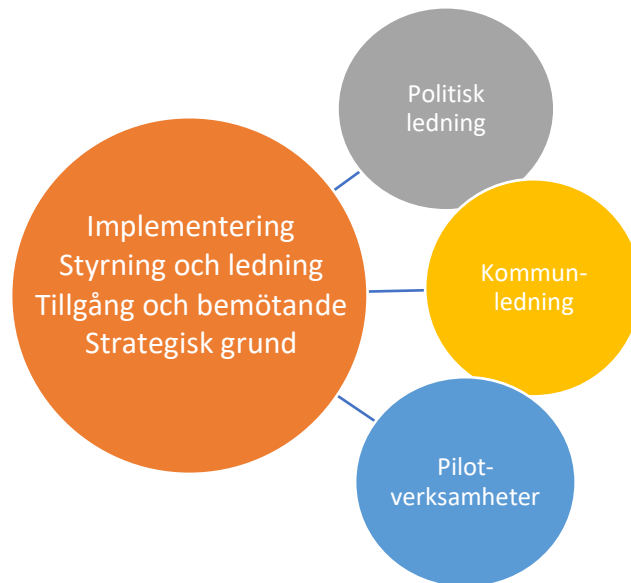 Politisk
ledning
Implementering
Styrning och ledning
Tillgång och bemötande
Strategisk grund
Kommun-
ledning
Pilot-
verksamheter